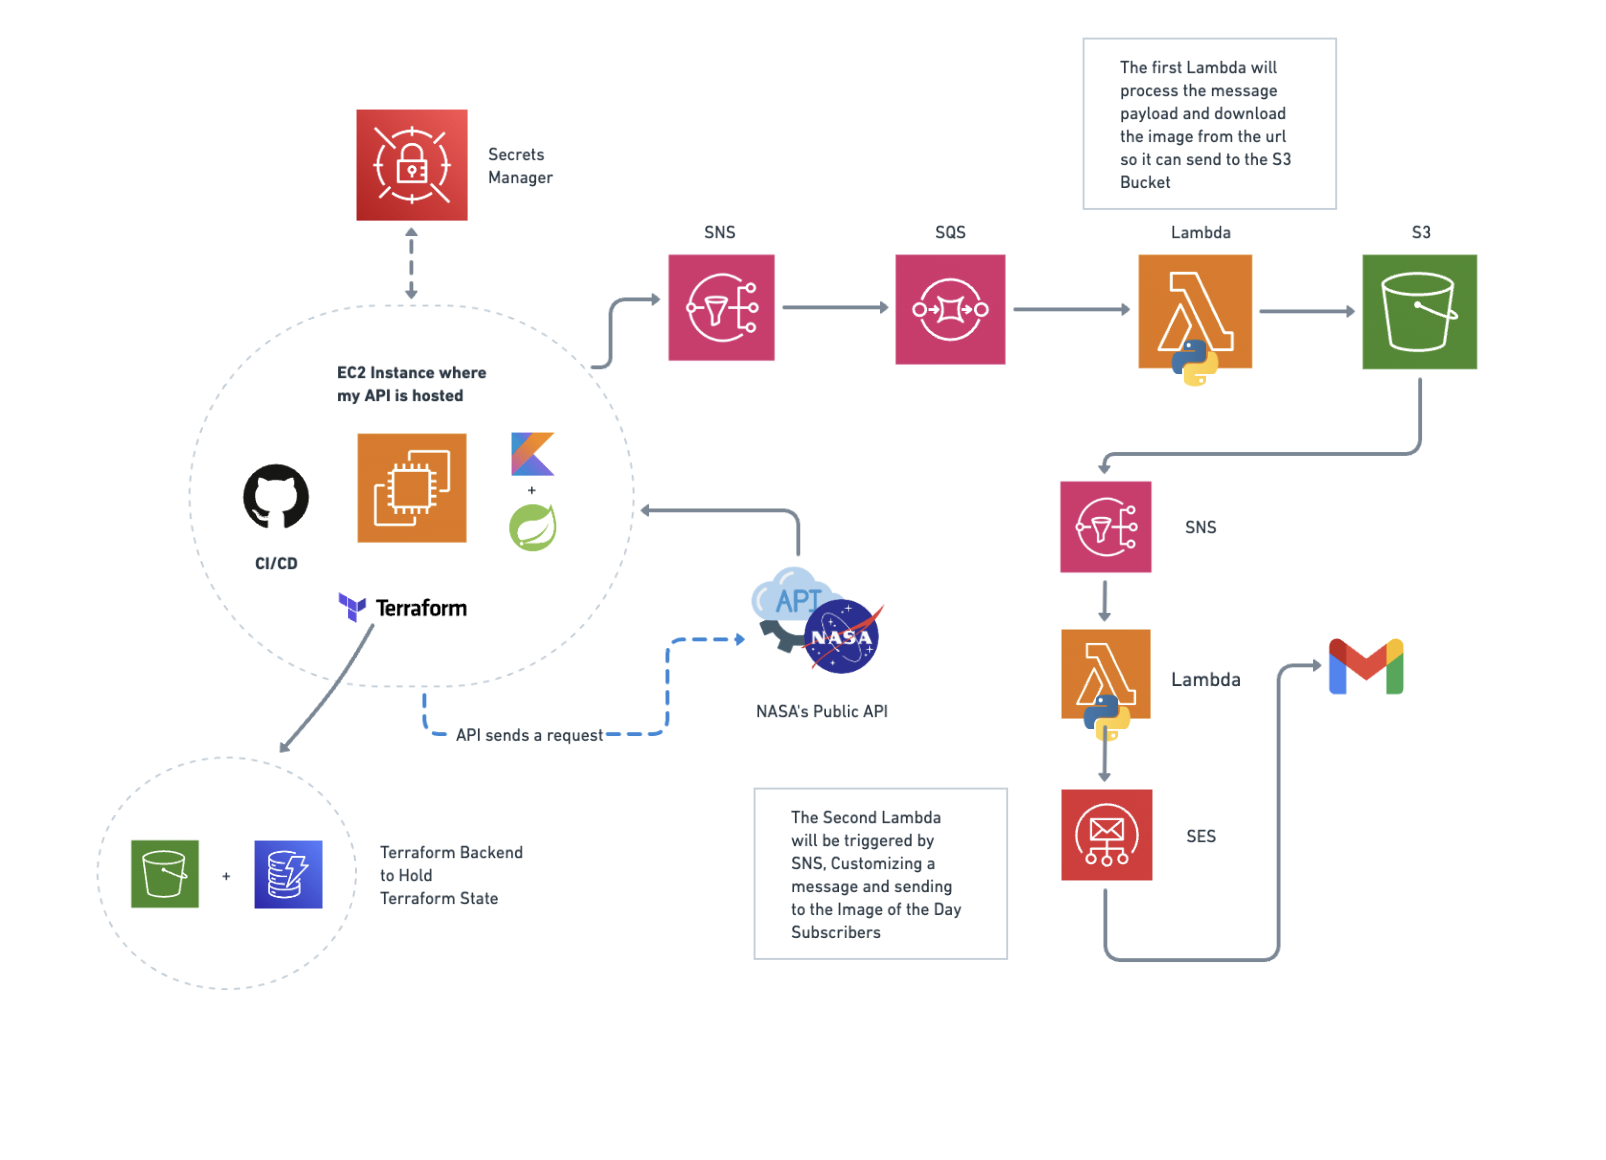 The first Lambda will
process the message
payload and download
the image from the url
so it can send to the S3
Bucket
Secrets
Manager
SNS
SQS
Lambda
S3
EC2 Instance where
my API is hosted
+
CI/CD
Terraform
SNS
API
NASA
NASA's Public API
API sends a request
Lambda
The Second Lambda
will be triggered by
SNS, Customizing a
message and sending
to the Image of the Day
Subscribers
SES
+
Terraform Backend
to Hold
Terraform State